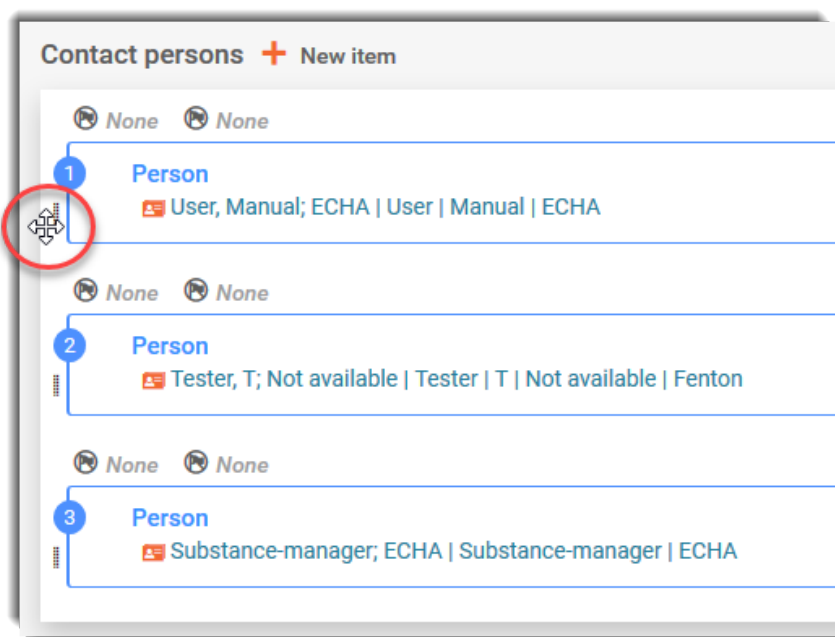 Contact persons + New item
None None
1 Person
User, Manual; ECHA | User | Manual | ECHA
None None
2 Person
Tester, T; Not available | Tester | T | Not available | Fenton
None None
3 Person
Substance-manager; ECHA | Substance-manager | ECHA